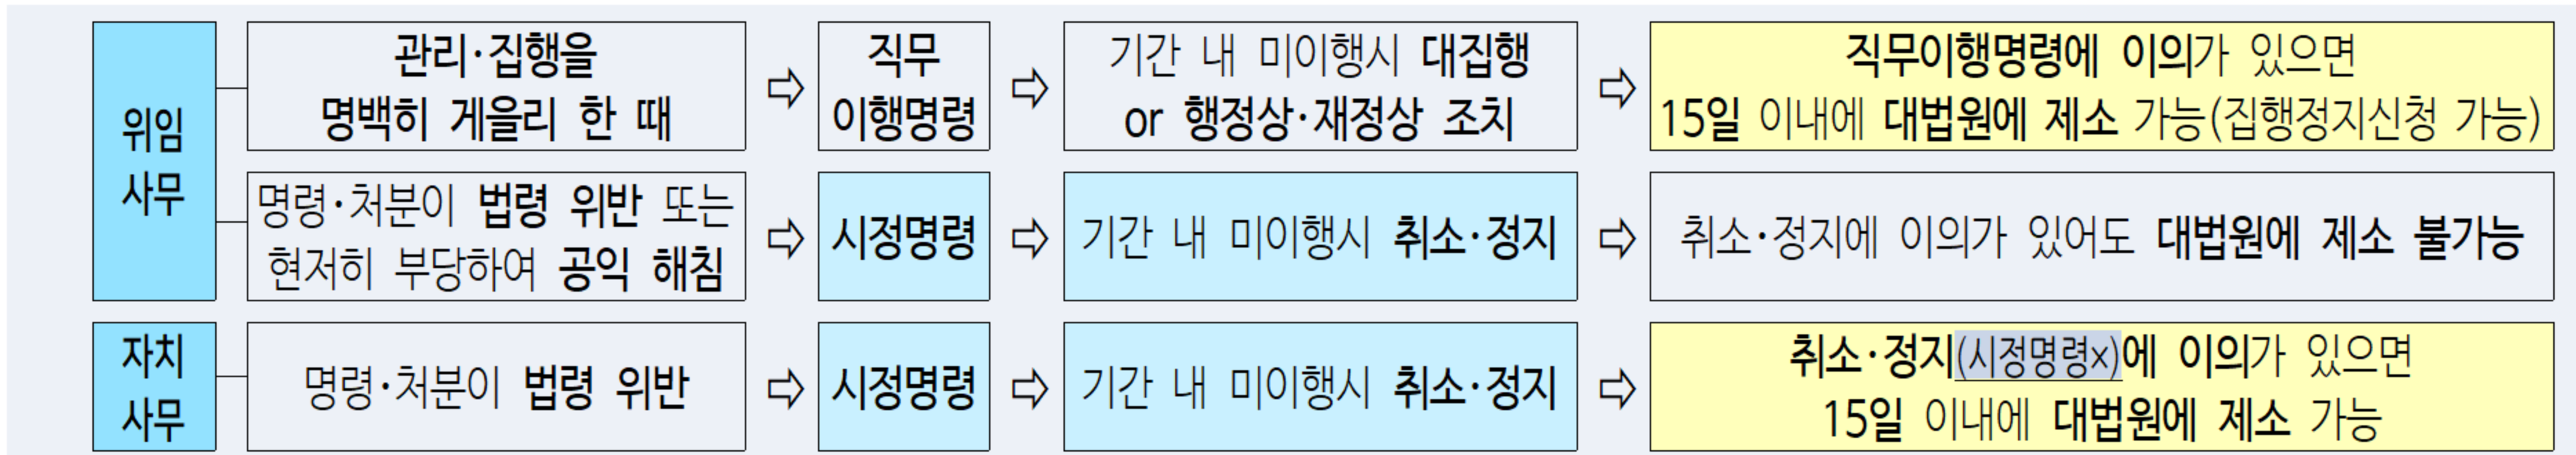 위임
사무
관리·집행을
명백히 게을리 한 때
⇨
직무
이행명령
⇨
기간 내 미이행시 대집행
or 행정상·재정상 조치
⇨
직무이행명령에 이의가 있으면
15일 이내에 대법원에 제소 가능(집행정지신청 가능)
명령·처분이 법령 위반 또는
현저히 부당하여 공익 해침
⇨
시정명령
⇨
기간 내 미이행시 취소·정지
⇨
취소·정지에 이의가 있어도 대법원에 제소 불가능
자치
사무
명령·처분이 법령 위반
⇨
시정명령
⇨
기간 내 미이행시 취소·정지
⇨
취소·정지(시정명령×)에 이의가 있으면
15일 이내에 대법원에 제소 가능